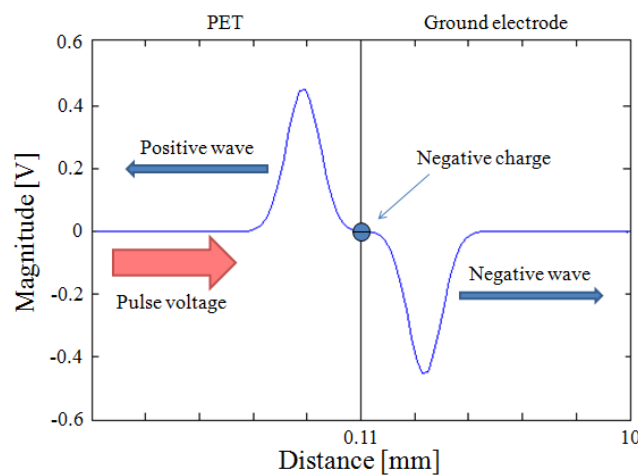 PET Ground electrode
0.6
0.4
Positive wave
Negative charge
0.2
Magnitude [V]
0
Pulse voltage
Negative wave
-0.2
-0.4
-0.6
0.11 10
Distance [mm]